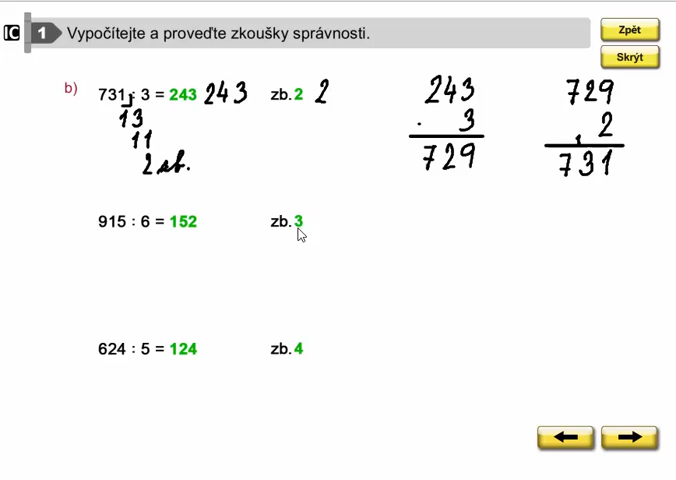 IC 1 Vypočítejte a proveďte zkoušky správnosti.
Zpět
Skrýt
b) 731 : 3 = 243 243 zb. 2 2
13
11
2 zb.
243
. 3
729
729
2
731
915 : 6 = 152 zb. 3
624 : 5 = 124 zb. 4